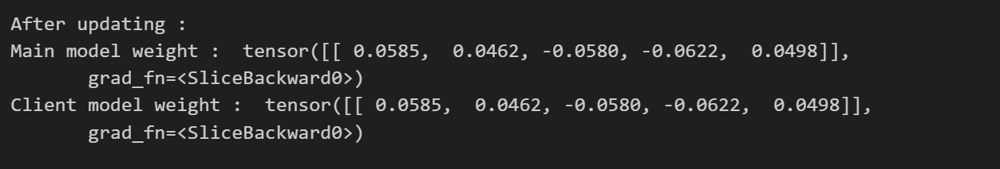 After updating :
Main model weight :  tensor([[ 0.0585,  0.0462, -0.0580, -0.0622,  0.0498]],
       grad_fn=<SliceBackward0>)
Client model weight :  tensor([[ 0.0585,  0.0462, -0.0580, -0.0622,  0.0498]],
       grad_fn=<SliceBackward0>)